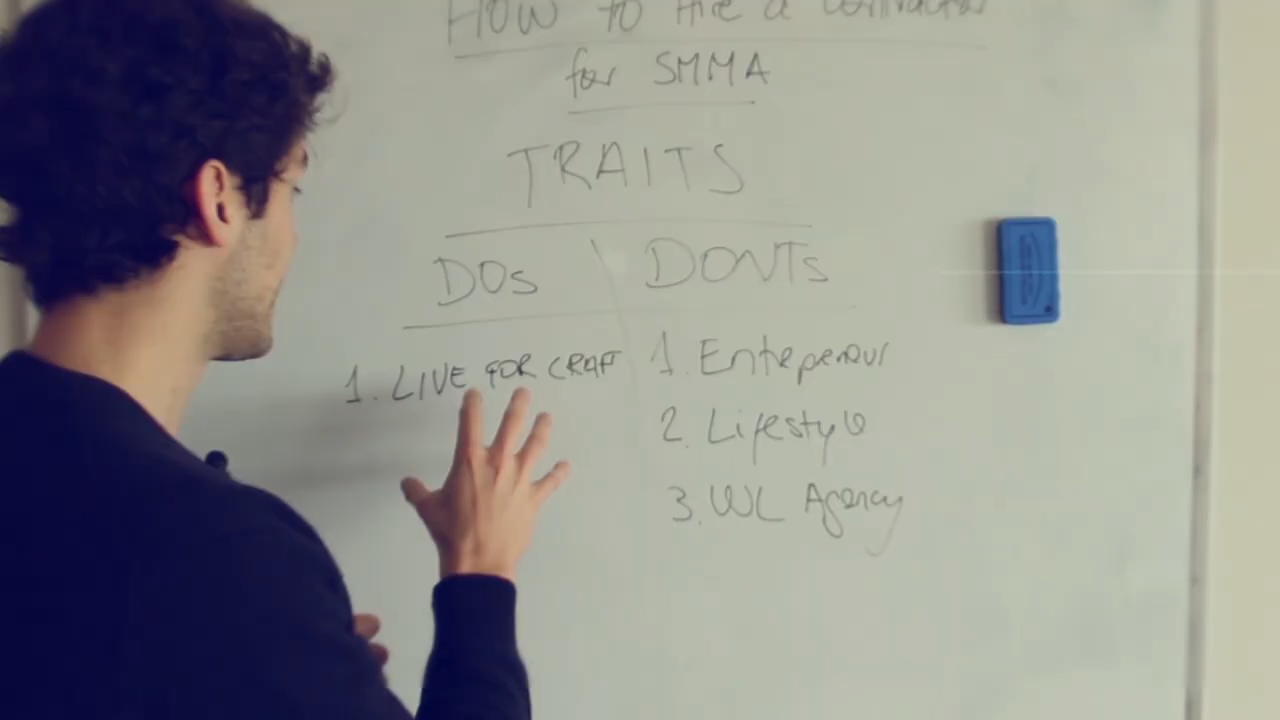 How to Hire a contractor
for SMMA
TRAITS
DOs DONTs
1. LIVE FOR CRAFT 1. Entepenour
2. Lifestyle
3. WL Agency